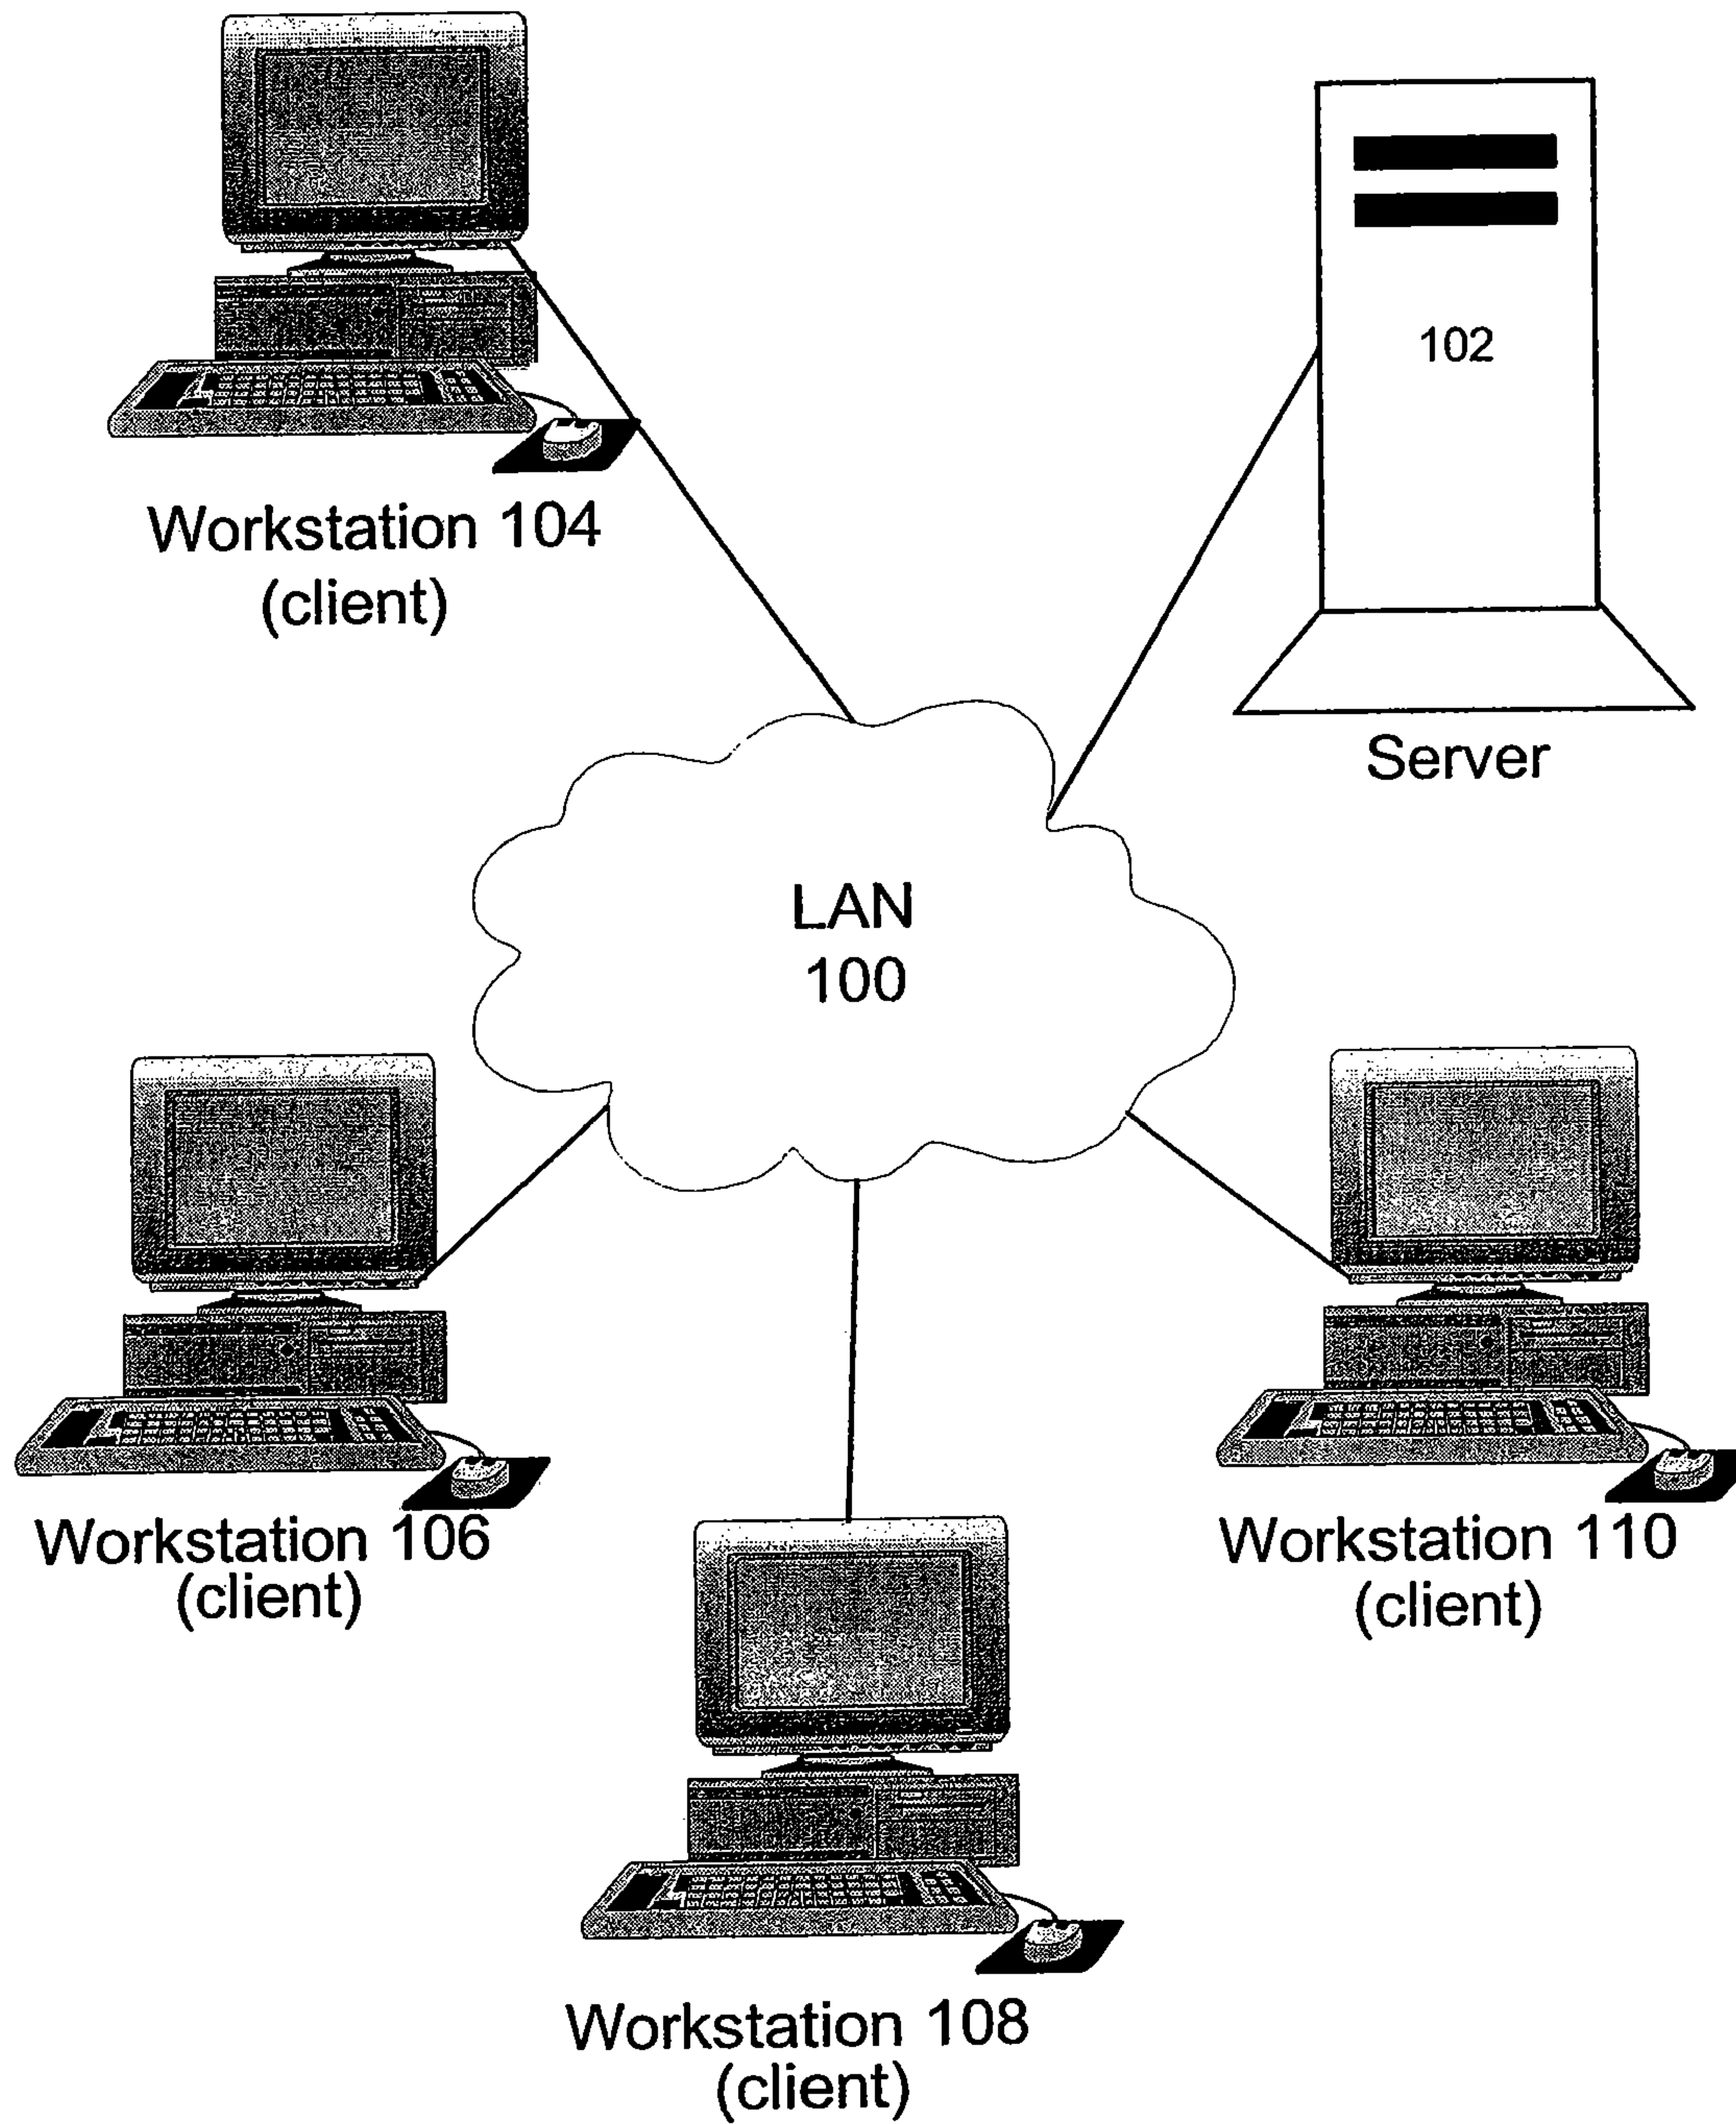 102
Workstation 104
(client)
Server
LAN
100
Workstation 106
(client)
Workstation 110
(client)
Workstation 108
(client)